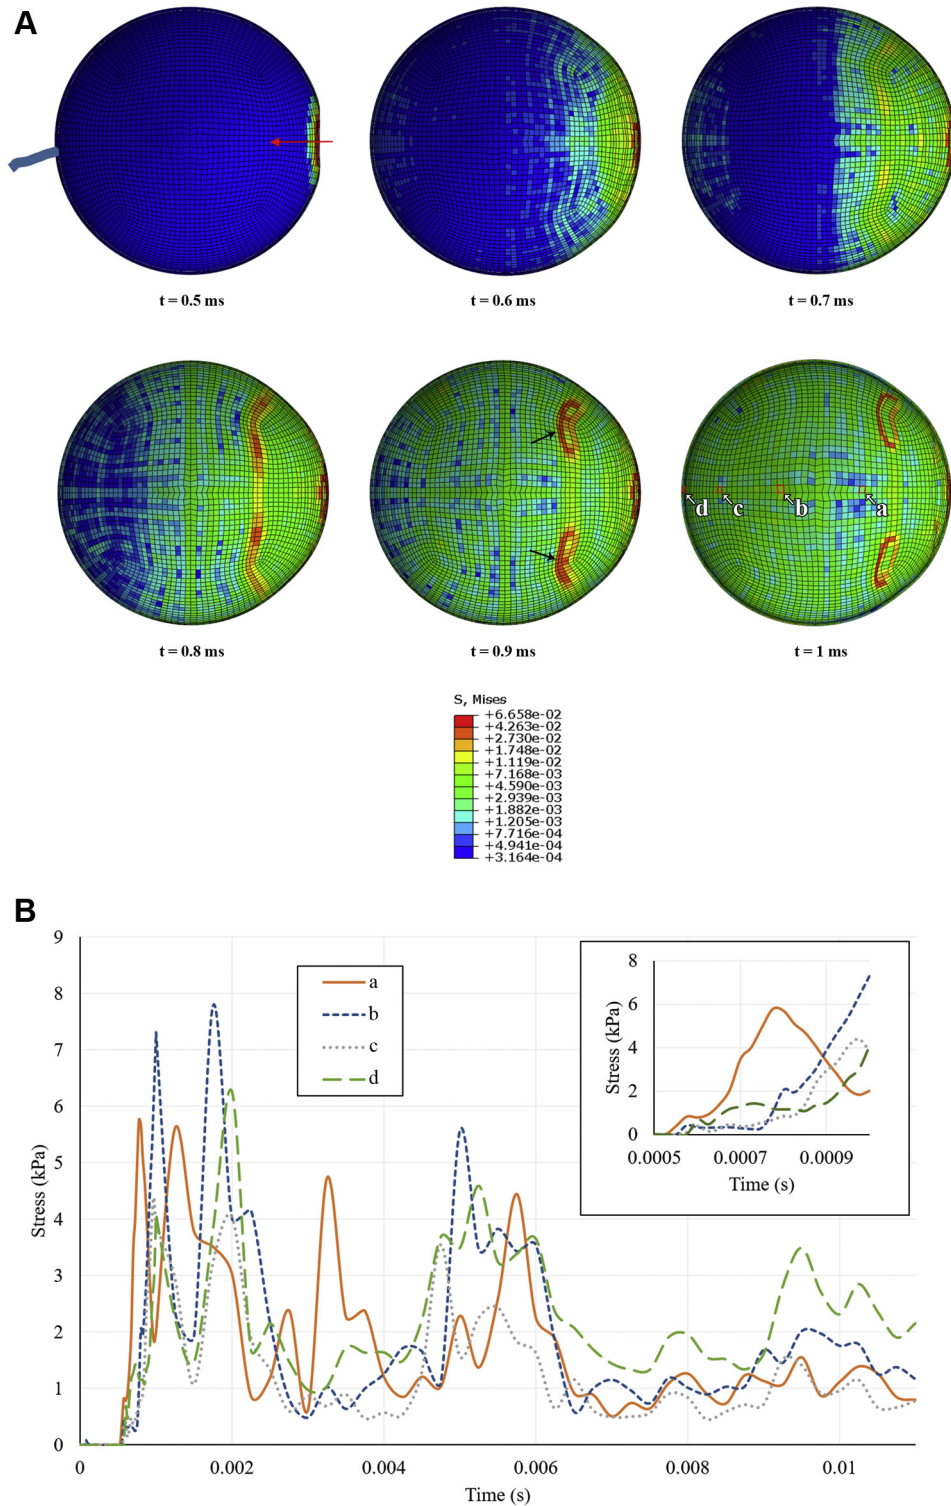 A
t = 0.5 ms
t = 0.6 ms
t = 0.7 ms
d
c
b
a
t = 0.8 ms
t = 0.9 ms
t = 1 ms
S, Mises
+6.658e-02
+4.263e-02
+2.730e-02
+1.748e-02
+1.119e-02
+7.168e-03
+4.590e-03
+2.939e-03
+1.882e-03
+1.205e-03
+7.716e-04
+4.941e-04
+3.164e-04
B
9
8
7
6
5
4
3
2
1
0
Stress (kPa)
0
0.002
0.004
0.006
0.008
0.01
Time (s)
a
b
c
d
8
6
4
2
0
Stress (kPa)
0.0005
0.0007
0.0009
Time (s)